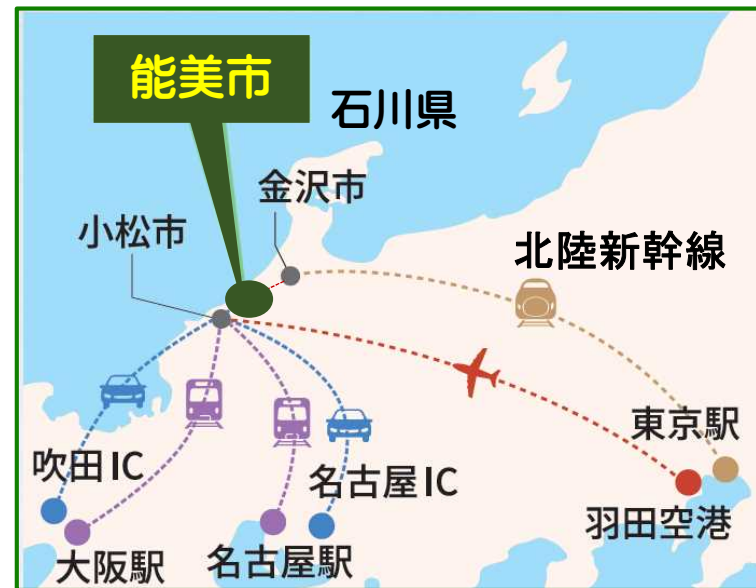 能美市
石川県
金沢市
小松市
北陸新幹線
東京駅
吹田IC
名古屋IC
羽田空港
大阪駅
名古屋駅